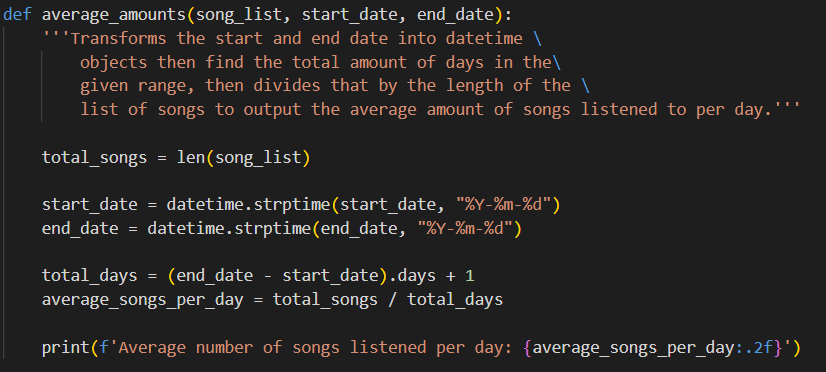 def average_amounts(song_list, start_date, end_date):
'''Transforms the start and end date into datetime \
objects then find the total amount of days in the\
given range, then divides that by the length of the \
list of songs to output the average amount of songs listened to per day.'''
total_songs = len(song_list)
start_date = datetime.strptime(start_date, "%Y-%m-%d")
end_date = datetime.strptime(end_date, "%Y-%m-%d")
total_days = (end_date - start_date).days + 1
average_songs_per_day = total_songs / total_days
print(f'Average number of songs listened per day: {average_songs_per_day:.2f}')